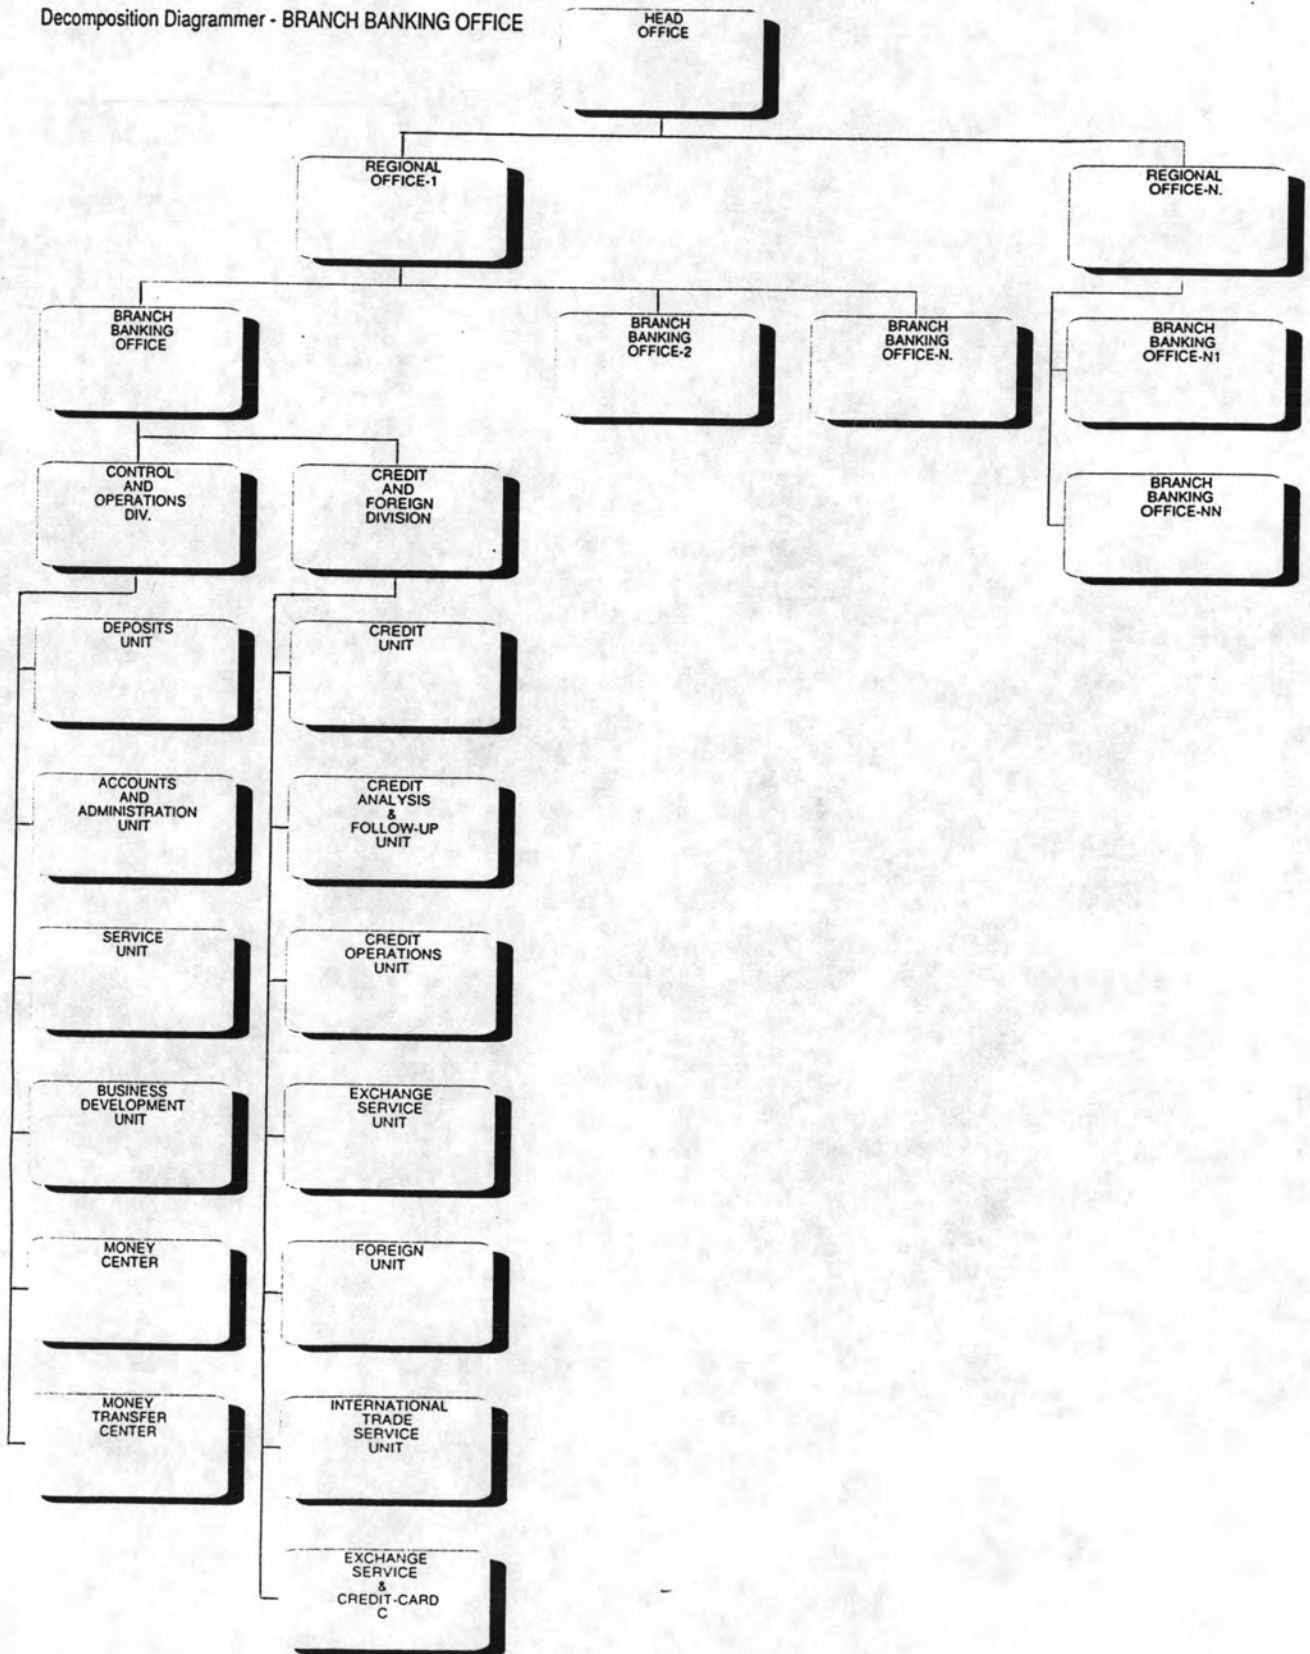 Decomposition Diagrammer - BRANCH BANKING OFFICE
HEAD
OFFICE
REGIONAL
OFFICE-1
REGIONAL
OFFICE-N.
BRANCH
BANKING
OFFICE
BRANCH
BANKING
OFFICE-2
BRANCH
BANKING
OFFICE-N.
BRANCH
BANKING
OFFICE-N1
BRANCH
BANKING
OFFICE-NN
CONTROL
AND
OPERATIONS
DIV.
CREDIT
AND
FOREIGN
DIVISION
DEPOSITS
UNIT
CREDIT
UNIT
ACCOUNTS
AND
ADMINISTRATION
UNIT
CREDIT
ANALYSIS
&
FOLLOW-UP
UNIT
SERVICE
UNIT
CREDIT
OPERATIONS
UNIT
BUSINESS
DEVELOPMENT
UNIT
EXCHANGE
SERVICE
UNIT
MONEY
CENTER
FOREIGN
UNIT
MONEY
TRANSFER
CENTER
INTERNATIONAL
TRADE
SERVICE
UNIT
EXCHANGE
SERVICE
&
CREDIT-CARD
C